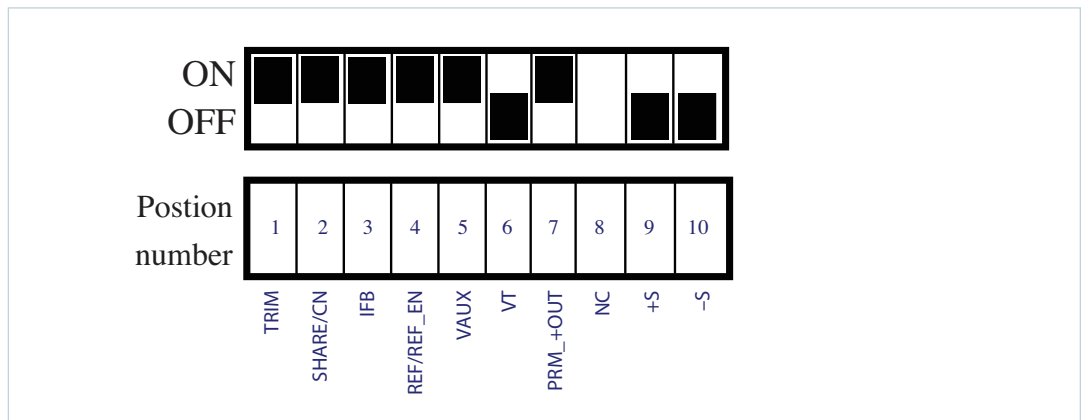 ON
OFF
Postion
number
1 2 3 4 5 6 7 8 9 10
TRIM
SHARE/CN
IFB
REF/REF_EN
VAUX
VT
PRM_+OUT
NC
+S
–S